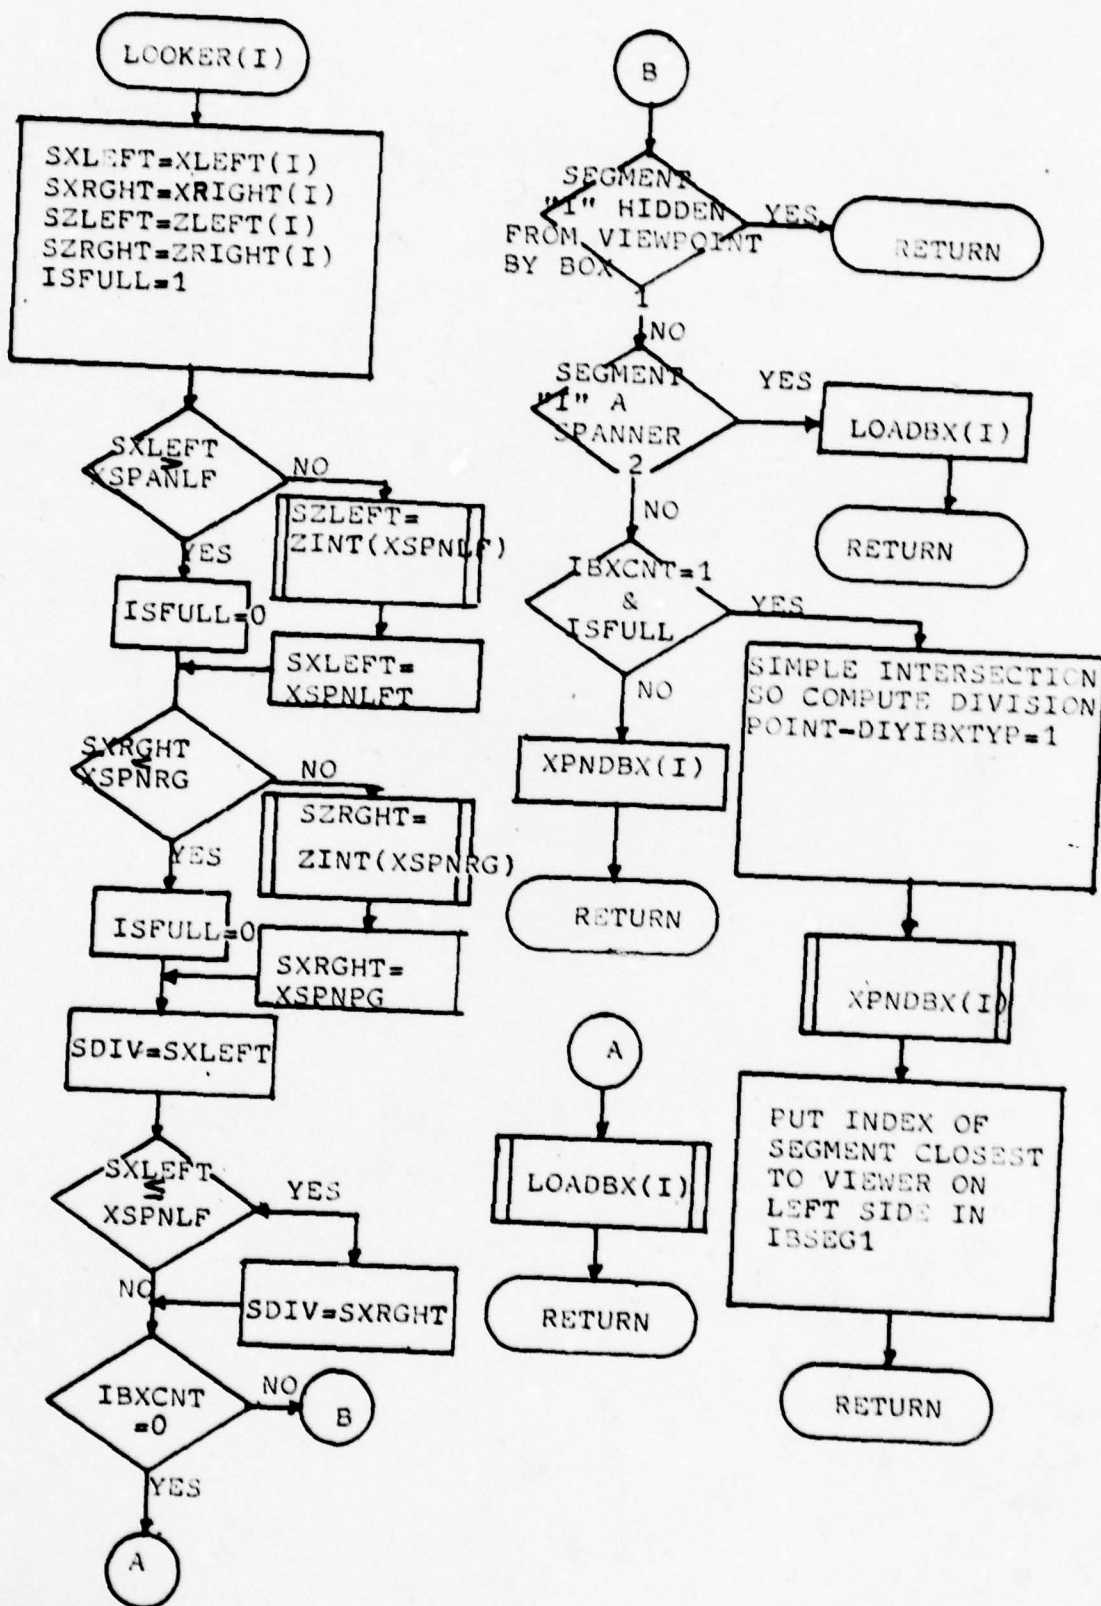 LOOKER(I)
SXLEFT=XLEFT(I)
SXRGHT=XRIGHT(I)
SZLEFT=ZLEFT(I)
SZRGHT=ZRIGHT(I)
ISFULL=1
SXLEFT
XSPANLF
NO
SZLEFT=
ZINT(XSPNLF)
YES
ISFULL=0
SXLEFT=
XSPNLFT
SXRGHT
XSPNRG
NO
SZRGHT=
ZINT(XSPNRG)
YES
ISFULL=0
SXRGHT=
XSPNPG
SDIV=SXLEFT
SXLEFT
XSPNLF
YES
NO
SDIV=SXRGHT
IBXCNT
=0
NO
B
YES
A
B
SEGMENT
"I" HIDDEN
FROM VIEWPOINT
BY BOX
1
YES
RETURN
NO
SEGMENT
"I" A
SPANNER
2
YES
LOADBX(I)
RETURN
NO
IBXCNT=1
&
ISFULL
YES
NO
XPNDBX(I)
RETURN
SIMPLE INTERSECTION
SO COMPUTE DIVISION
POINT-DIYIBXTYP=1
XPNDBX(I)
PUT INDEX OF
SEGMENT CLOSEST
TO VIEWER ON
LEFT SIDE IN
IBSEG1
RETURN
A
LOADBX(I)
RETURN